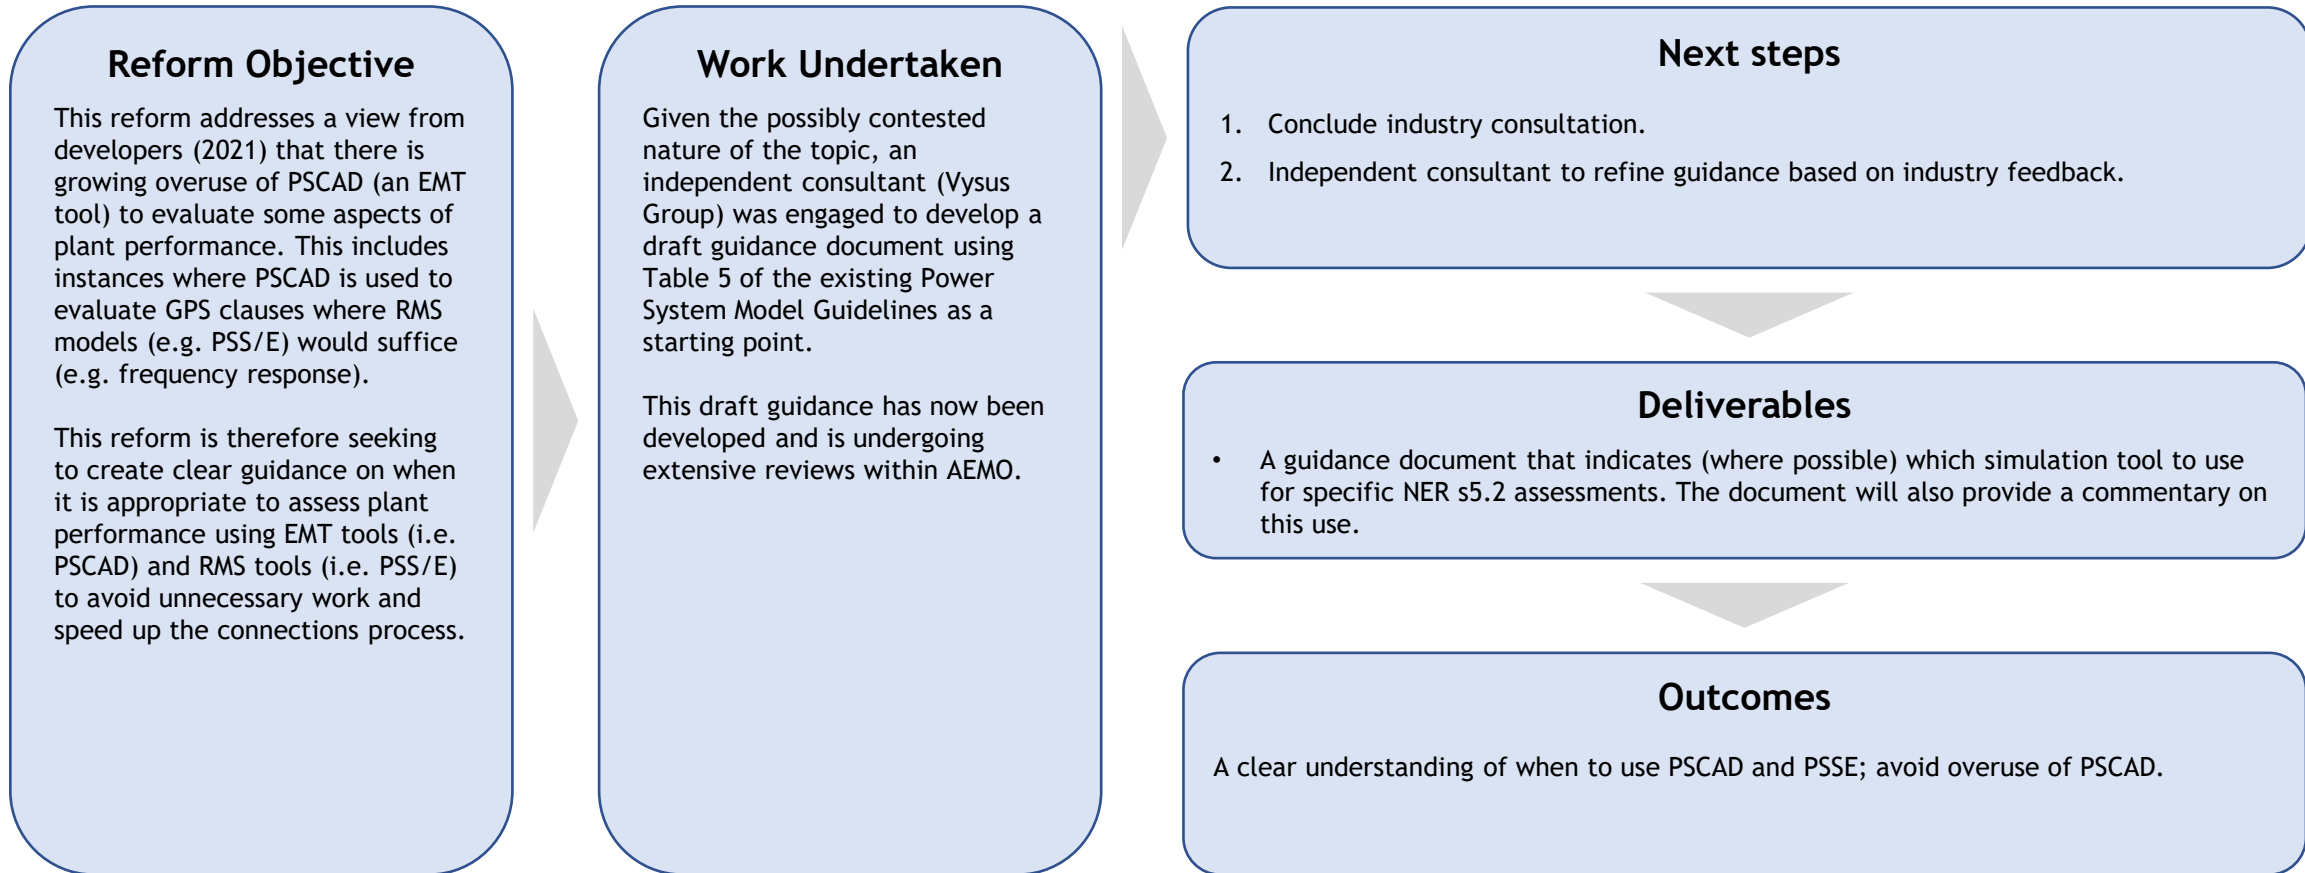 Reform Objective
This reform addresses a view from
developers (2021) that there is
growing overuse of PSCAD (an EMT
tool) to evaluate some aspects of
plant performance. This includes
instances where PSCAD is used to
evaluate GPS clauses where RMS
models (e.g. PSS/E) would suffice
(e.g. frequency response).
This reform is therefore seeking
to create clear guidance on when
it is appropriate to assess plant
performance using EMT tools (i.e.
PSCAD) and RMS tools (i.e. PSS/E)
to avoid unnecessary work and
speed up the connections process.
Work Undertaken
Given the possibly contested
nature of the topic, an
independent consultant (Vysus
Group) was engaged to develop a
draft guidance document using
Table 5 of the existing Power
System Model Guidelines as a
starting point.
This draft guidance has now been
developed and is undergoing
extensive reviews within AEMO.
Next steps
1. Conclude industry consultation.
2. Independent consultant to refine guidance based on industry feedback.
Deliverables
• A guidance document that indicates (where possible) which simulation tool to use
for specific NER s5.2 assessments. The document will also provide a commentary on
this use.
Outcomes
A clear understanding of when to use PSCAD and PSSE; avoid overuse of PSCAD.